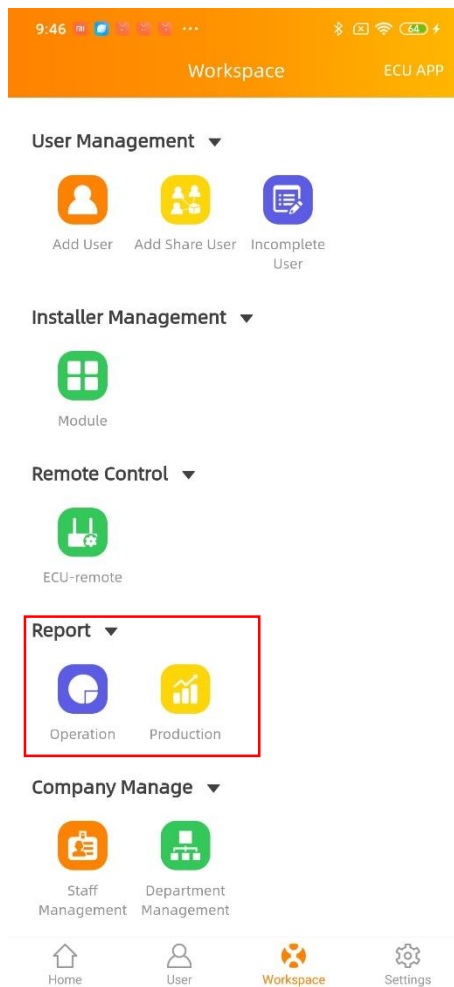 9:46 ··· 64
Workspace ECU APP
User Management
Add User Add Share User Incomplete
User
Installer Management
Module
Remote Control
ECU-remote
Report
Operation Production
Company Manage
Staff Department
Management Management
Home User Workspace Settings